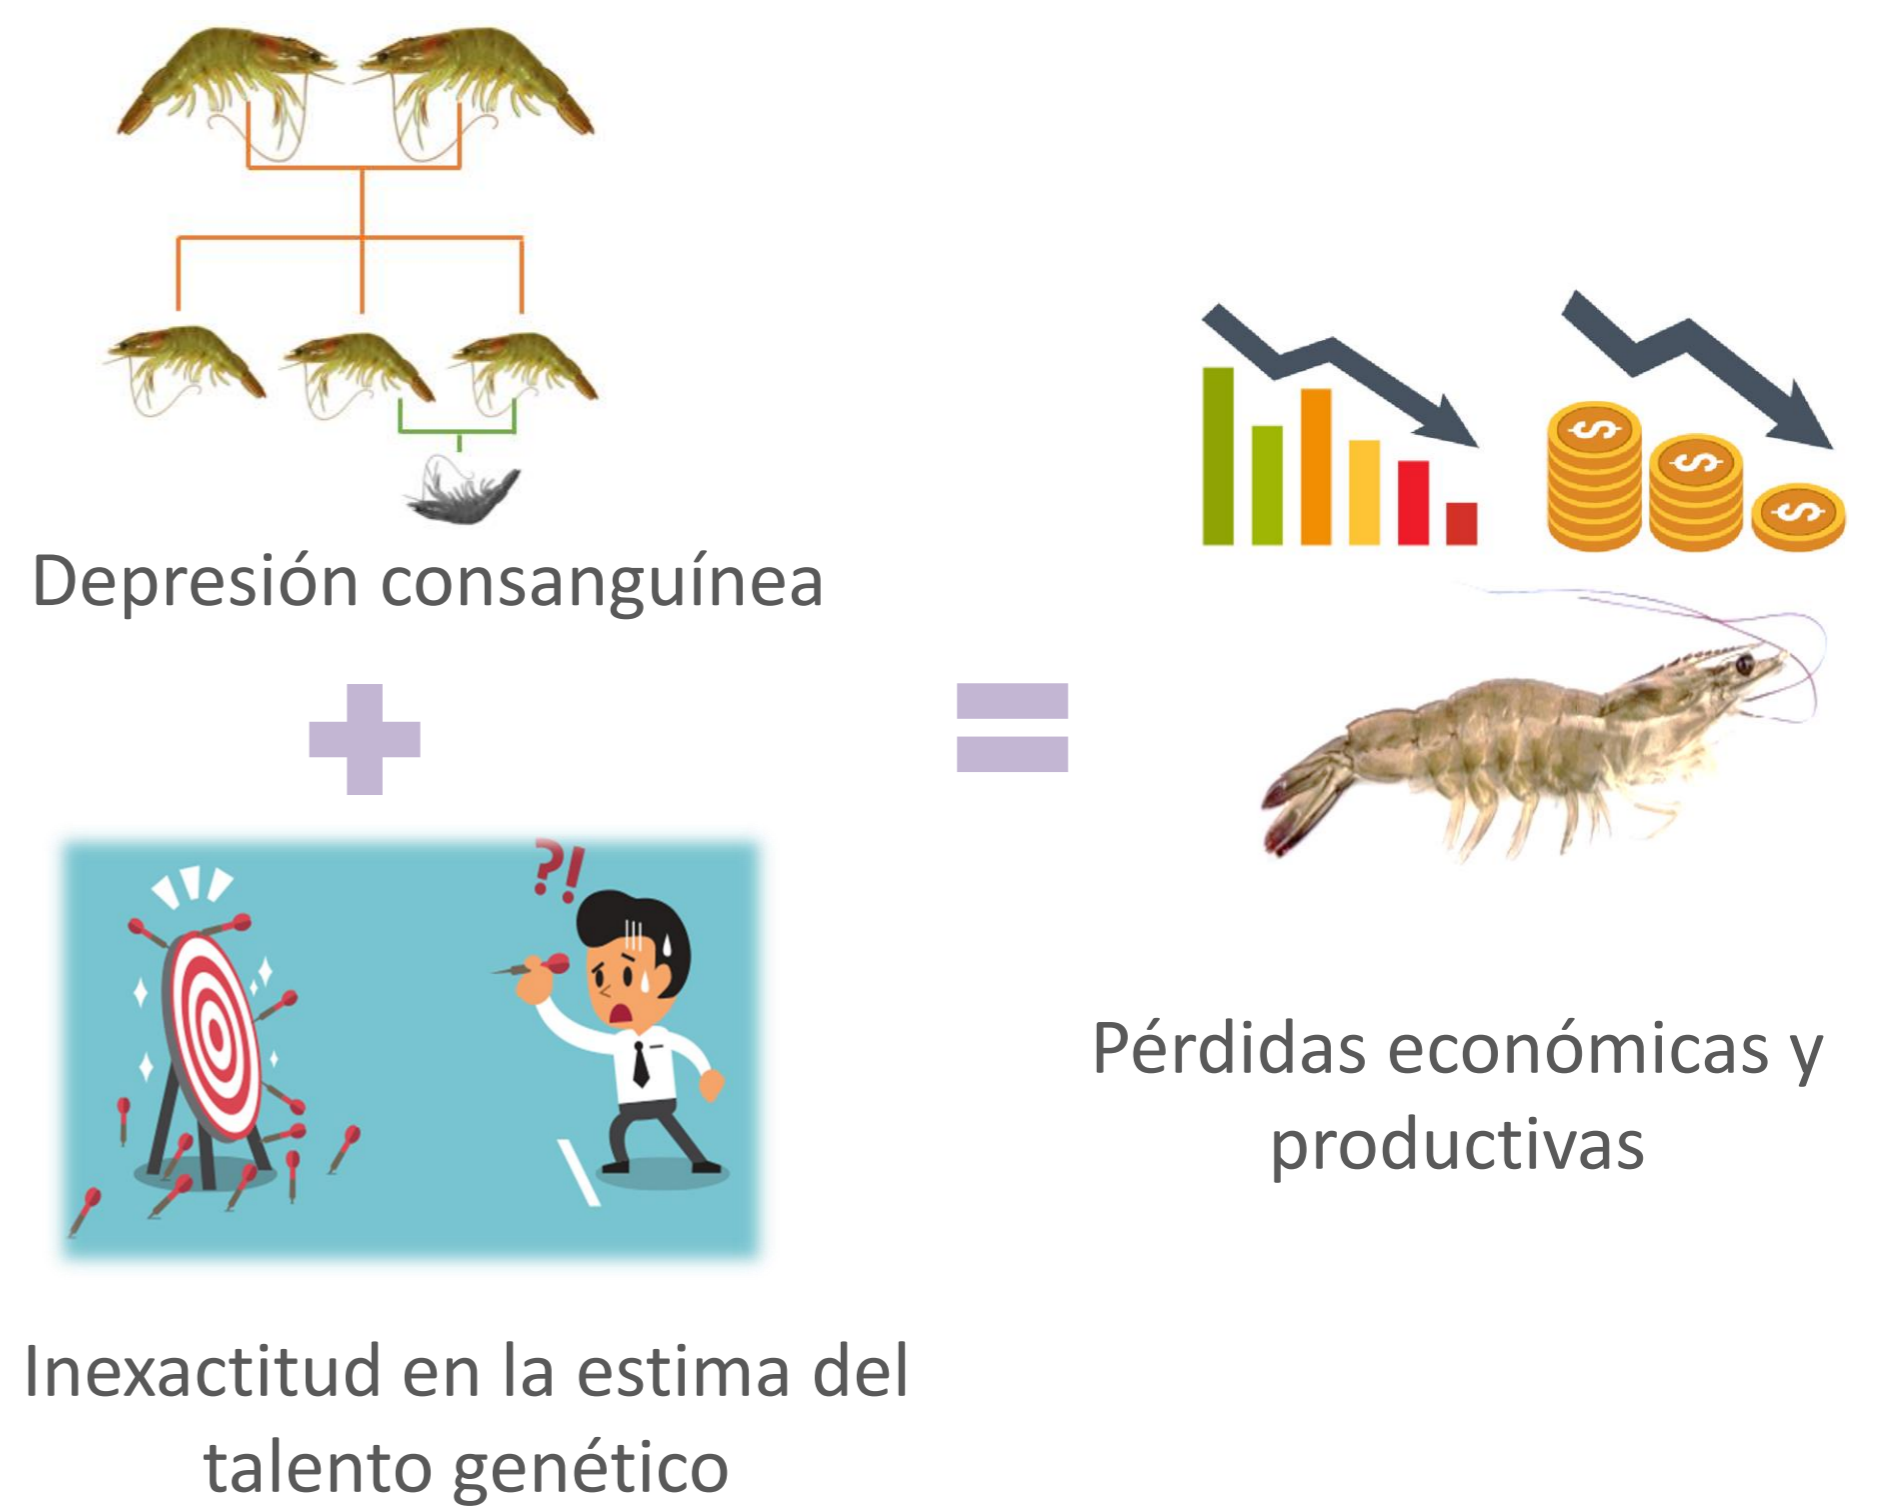 Depresión consanguínea
?!
Inexactitud en la estima del
talento genético
$
$
$
Pérdidas económicas y
productivas